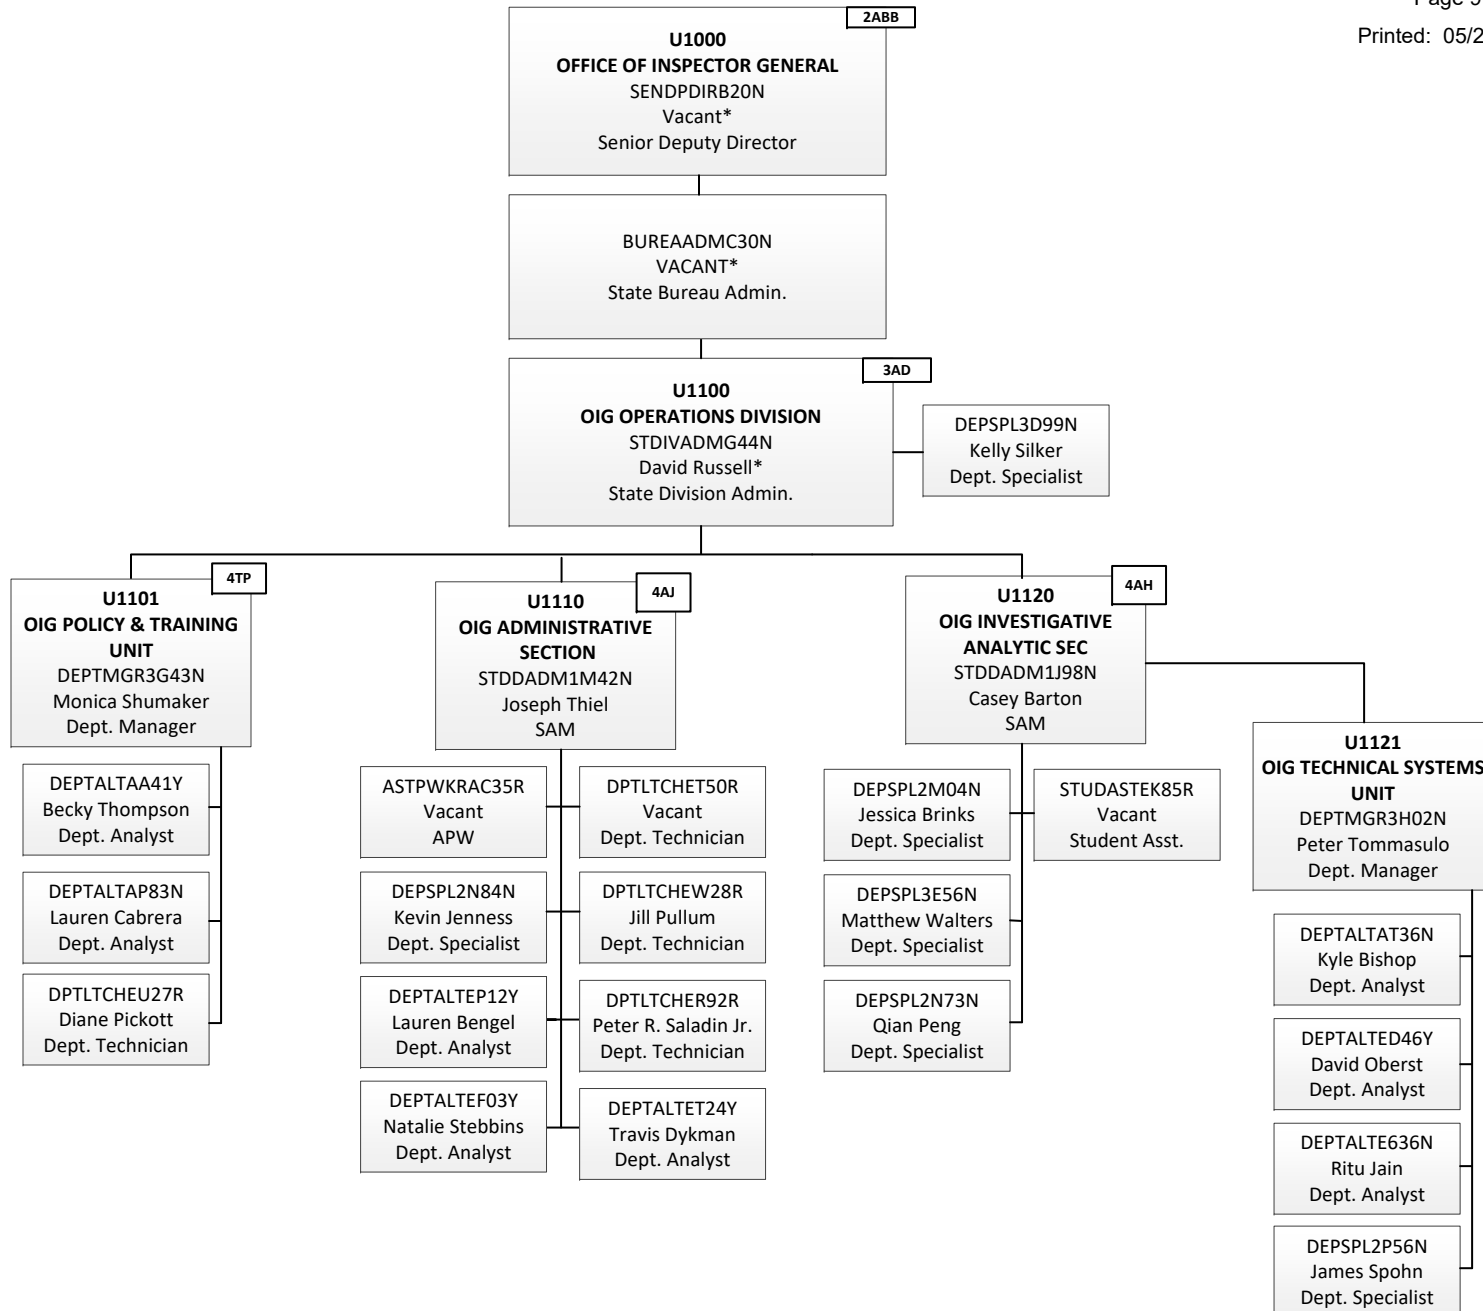 Page 9
Printed: 05/2
2ABB
U1000
OFFICE OF INSPECTOR GENERAL
SENDPDIRB20N
Vacant*
Senior Deputy Director
BUREAADMC30N
VACANT*
State Bureau Admin.
3AD
U1100
OIG OPERATIONS DIVISION
STDIVADMG44N
David Russell*
State Division Admin.
DEPSPL3D99N
Kelly Silker
Dept. Specialist
4TP
U1101
OIG POLICY & TRAINING
UNIT
DEPTMGR3G43N
Monica Shumaker
Dept. Manager
DEPTALTAA41Y
Becky Thompson
Dept. Analyst
DEPTALTAP83N
Lauren Cabrera
Dept. Analyst
DPTLTCHEU27R
Diane Pickott
Dept. Technician
4AJ
U1110
OIG ADMINISTRATIVE
SECTION
STDDADM1M42N
Joseph Thiel
SAM
ASTPWKRAC35R
Vacant
APW
DPTLTCHET50R
Vacant
Dept. Technician
DEPSPL2N84N
Kevin Jenness
Dept. Specialist
DPTLTCHEW28R
Jill Pullum
Dept. Technician
DEPTALTEP12Y
Lauren Bengel
Dept. Analyst
DPTLTCHER92R
Peter R. Saladin Jr.
Dept. Technician
DEPTALTEF03Y
Natalie Stebbins
Dept. Analyst
DEPTALTET24Y
Travis Dykman
Dept. Analyst
4AH
U1120
OIG INVESTIGATIVE
ANALYTIC SEC
STDDADM1J98N
Casey Barton
SAM
DEPSPL2M04N
Jessica Brinks
Dept. Specialist
STUDASTEK85R
Vacant
Student Asst.
DEPSPL3E56N
Matthew Walters
Dept. Specialist
DEPSPL2N73N
Qian Peng
Dept. Specialist
U1121
OIG TECHNICAL SYSTEMS
UNIT
DEPTMGR3H02N
Peter Tommasulo
Dept. Manager
DEPTALTAT36N
Kyle Bishop
Dept. Analyst
DEPTALTED46Y
David Oberst
Dept. Analyst
DEPTALTE636N
Ritu Jain
Dept. Analyst
DEPSPL2P56N
James Spohn
Dept. Specialist